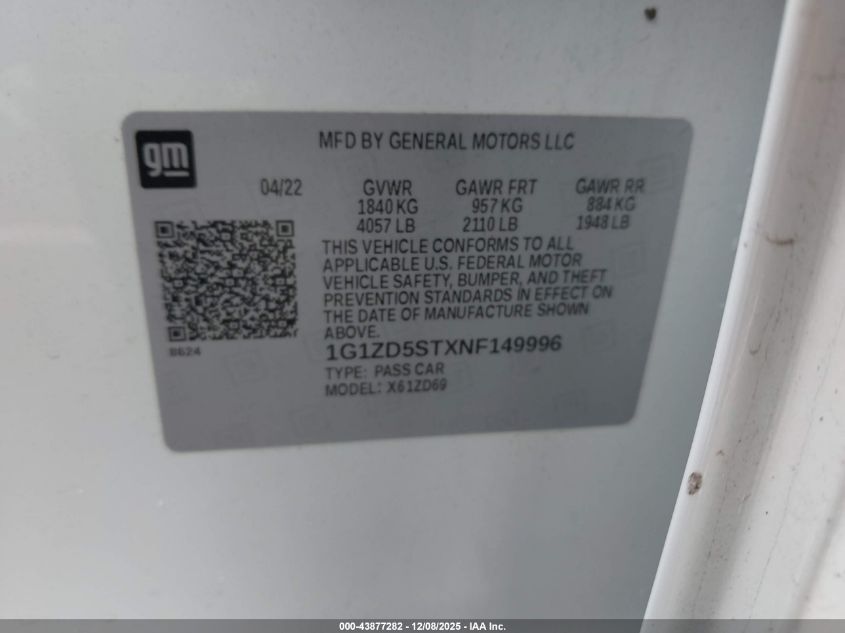 gm
MFD BY GENERAL MOTORS LLC
04/22 GVWR GAWR FRT GAWR RR
1840 KG 957 KG 884 KG
4057 LB 2110 LB 1948 LB
THIS VEHICLE CONFORMS TO ALL
APPLICABLE U.S. FEDERAL MOTOR
VEHICLE SAFETY, BUMPER, AND THEFT
PREVENTION STANDARDS IN EFFECT ON
THE DATE OF MANUFACTURE SHOWN
ABOVE.
8624
1G1ZD5STXNF149996
TYPE: PASS CAR
MODEL: X61ZD69
000-43877282 - 12/08/2025 - IAA Inc.